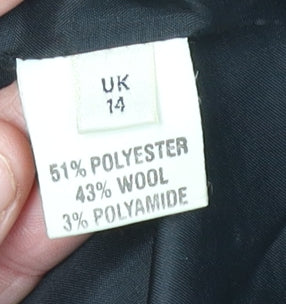 UK
14
51% POLYESTER
43% WOOL
3% POLYAMIDE